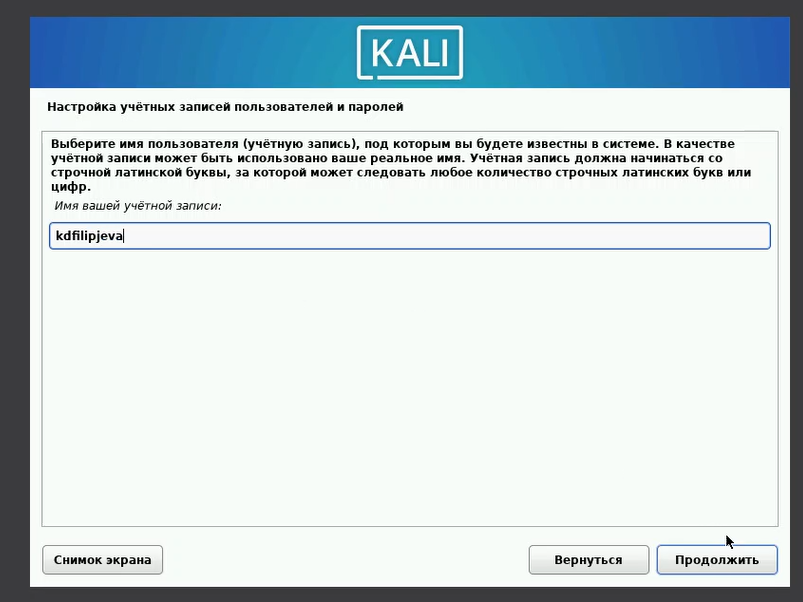 KALI
Настройка учётных записей пользователей и паролей
Выберите имя пользователя (учётную запись), под которым вы будете известны в системе. В качестве
учётной записи может быть использовано ваше реальное имя. Учётная запись должна начинаться со
строчной латинской буквы, за которой может следовать любое количество строчных латинских букв или
цифр.
Имя вашей учётной записи:
kdfilipjeva
Снимок экрана
Вернуться
Продолжить